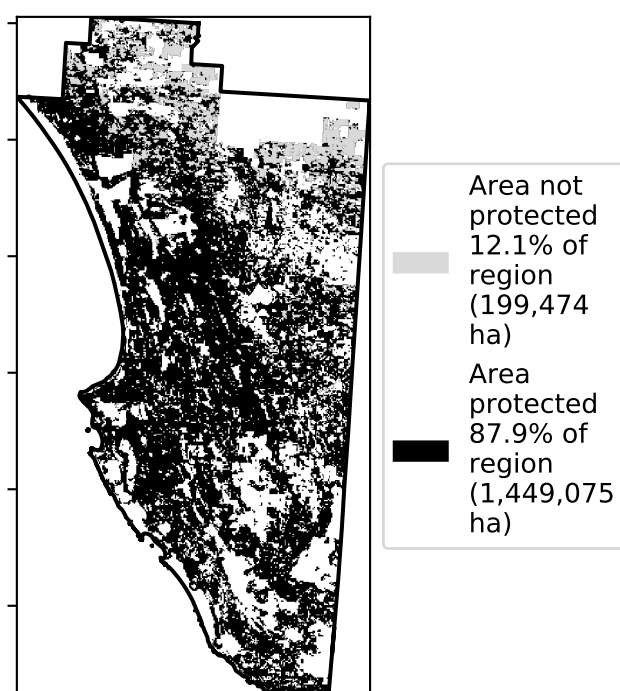 Area not
protected
12.1% of
region
(199,474
ha)
Area
protected
87.9% of
region
(1,449,075
ha)